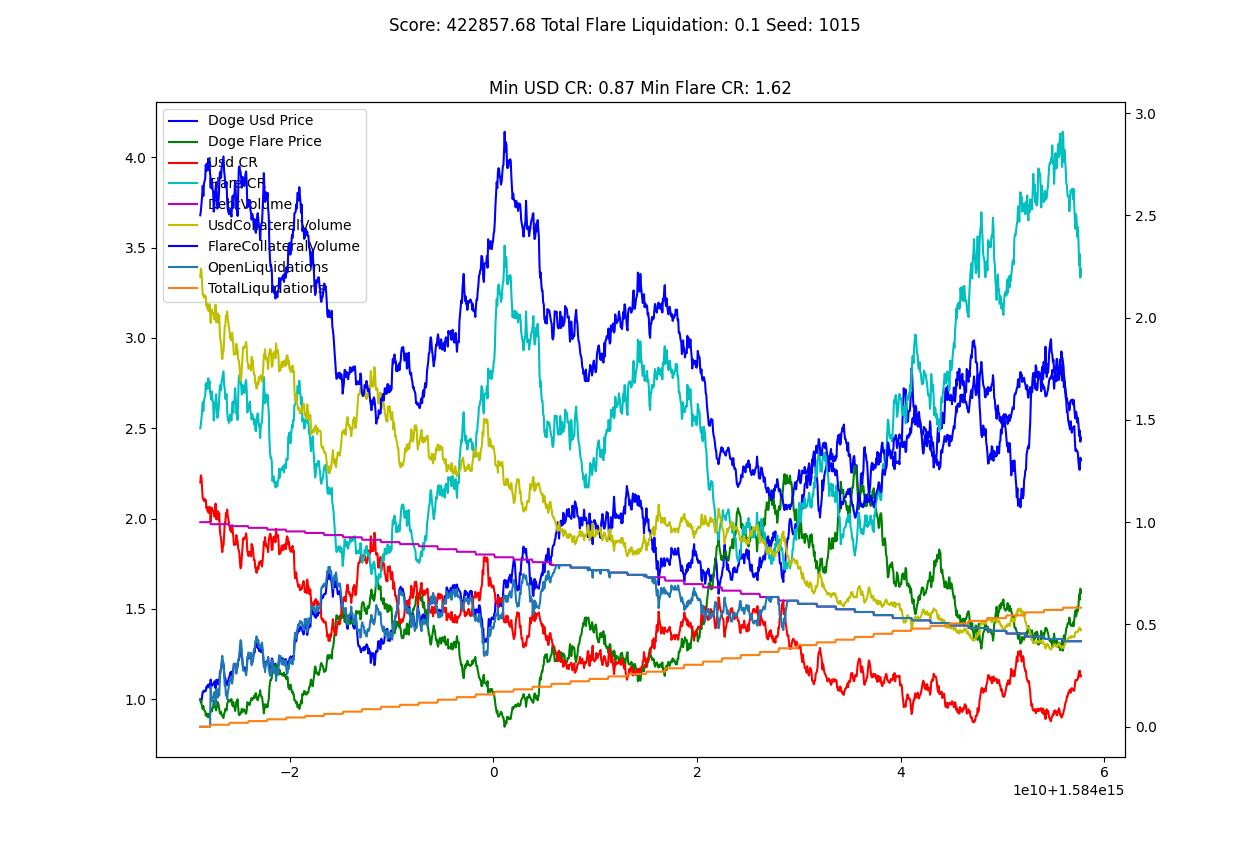 Score: 422857.68 Total Flare Liquidation: 0.1 Seed: 1015
Min USD CR: 0.87 Min Flare CR: 1.62
Doge Usd Price
Doge Flare Price
Usd CR
Flare CR
DebtVolume
UsdCollateralVolume
FlareCollateralVolume
OpenLiquidations
TotalLiquidations
4.0
3.5
3.0
2.5
2.0
1.5
1.0
3.0
2.5
2.0
1.5
1.0
0.5
0.0
−2 0 2 4 6
1e10+1.584e15